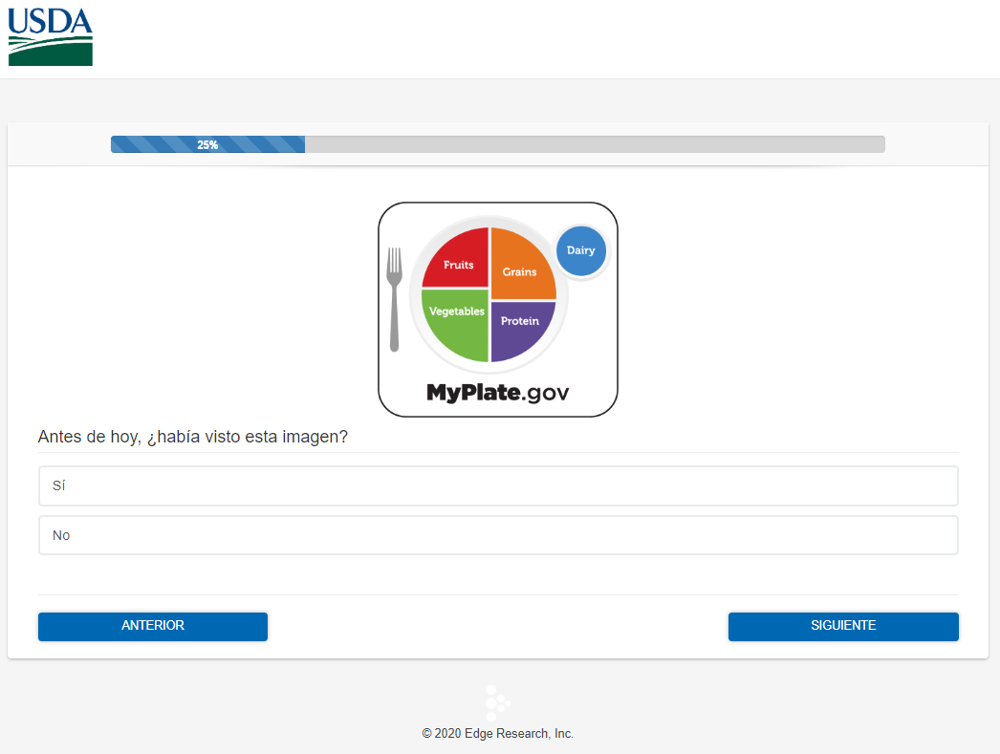 USDA
25%
Fruits
Grains
Dairy
Vegetables
Protein
MyPlate.gov
Antes de hoy, ¿había visto esta imagen?
Sí
No
ANTERIOR
SIGUIENTE
© 2020 Edge Research, Inc.